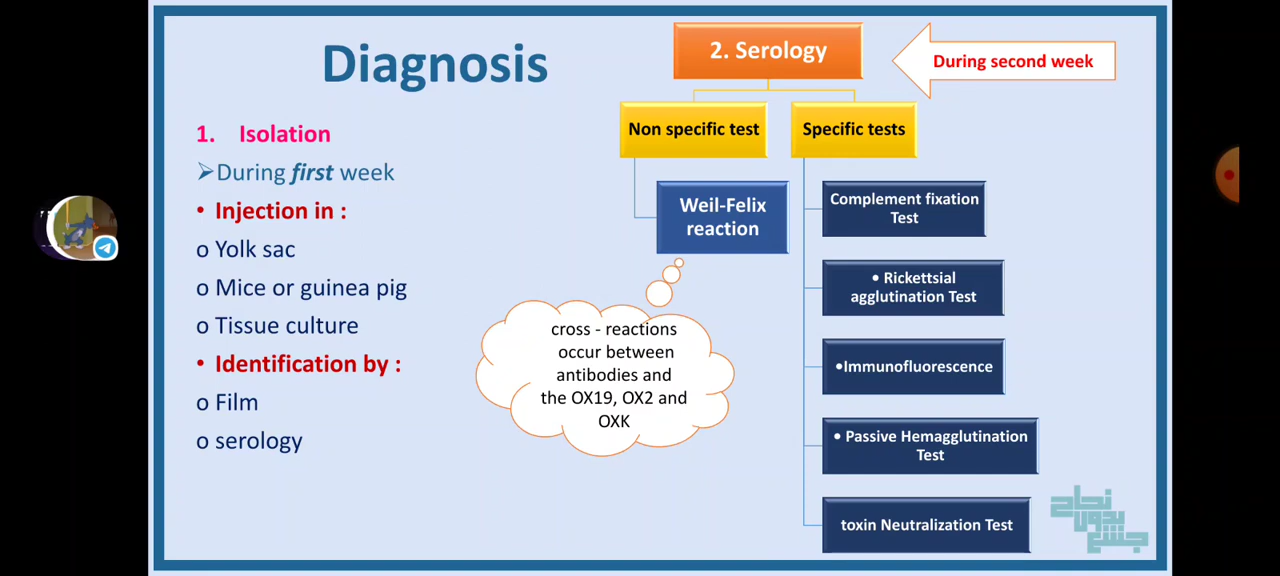 Diagnosis
1. Isolation
➢During first week
• Injection in :
o Yolk sac
o Mice or guinea pig
o Tissue culture
• Identification by :
o Film
o serology
2. Serology
During second week
Non specific test
Specific tests
Weil-Felix
reaction
cross - reactions
occur between
antibodies and
the OX19, OX2 and
OXK
Complement fixation
Test
• Rickettsial
agglutination Test
•Immunofluorescence
• Passive Hemagglutination
Test
toxin Neutralization Test
نجاح
بدون
جشع